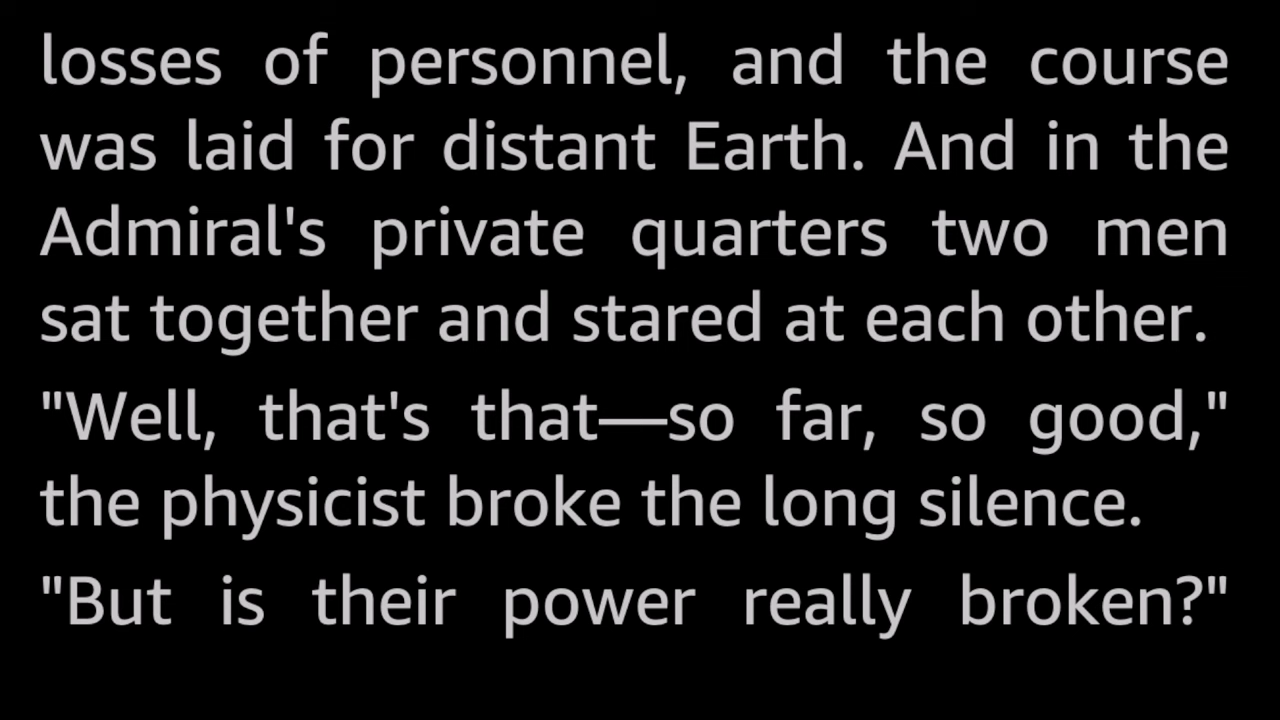 losses of personnel, and the course
was laid for distant Earth. And in the
Admiral's private quarters two men
sat together and stared at each other.
"Well, that's that—so far, so good,"
the physicist broke the long silence.
"But is their power really broken?"